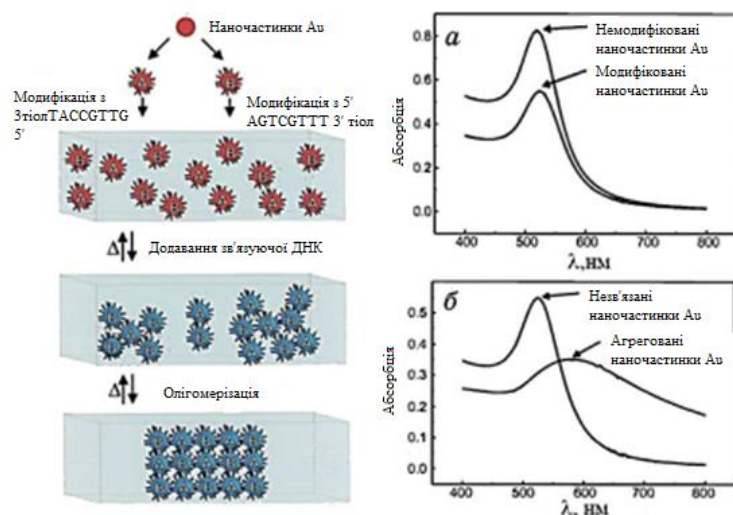 Наночастинки Au
Модифікація з
3тіолTACCGTTG
5'
Модифікація з 5'
AGTCGTTT 3' тіол
Δ
Додавання зв'язуючої ДНК
Δ
Олігомеризація
а
Немодифіковані
наночастинки Au
Модифіковані
наночастинки Au
Абсорбція
0.8
0.6
0.4
0.2
0.0
400 500 600 700 800
λ,нм
б
Незв'язані
наночастинки Au
Агреговані
наночастинки Au
Абсорбція
0.5
0.4
0.3
0.2
0.1
0.0
400 500 600 700 800
λ, нм